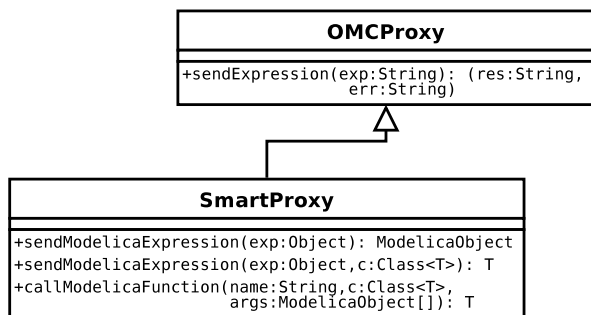 OMCProxy
+sendExpression(exp:String): (res:String,
err:String)
SmartProxy
+sendModelicaExpression(exp:Object): ModelicaObject
+sendModelicaExpression(exp:Object,c:Class<T>): T
+callModelicaFunction(name:String,c:Class<T>,
args:ModelicaObject[]): T